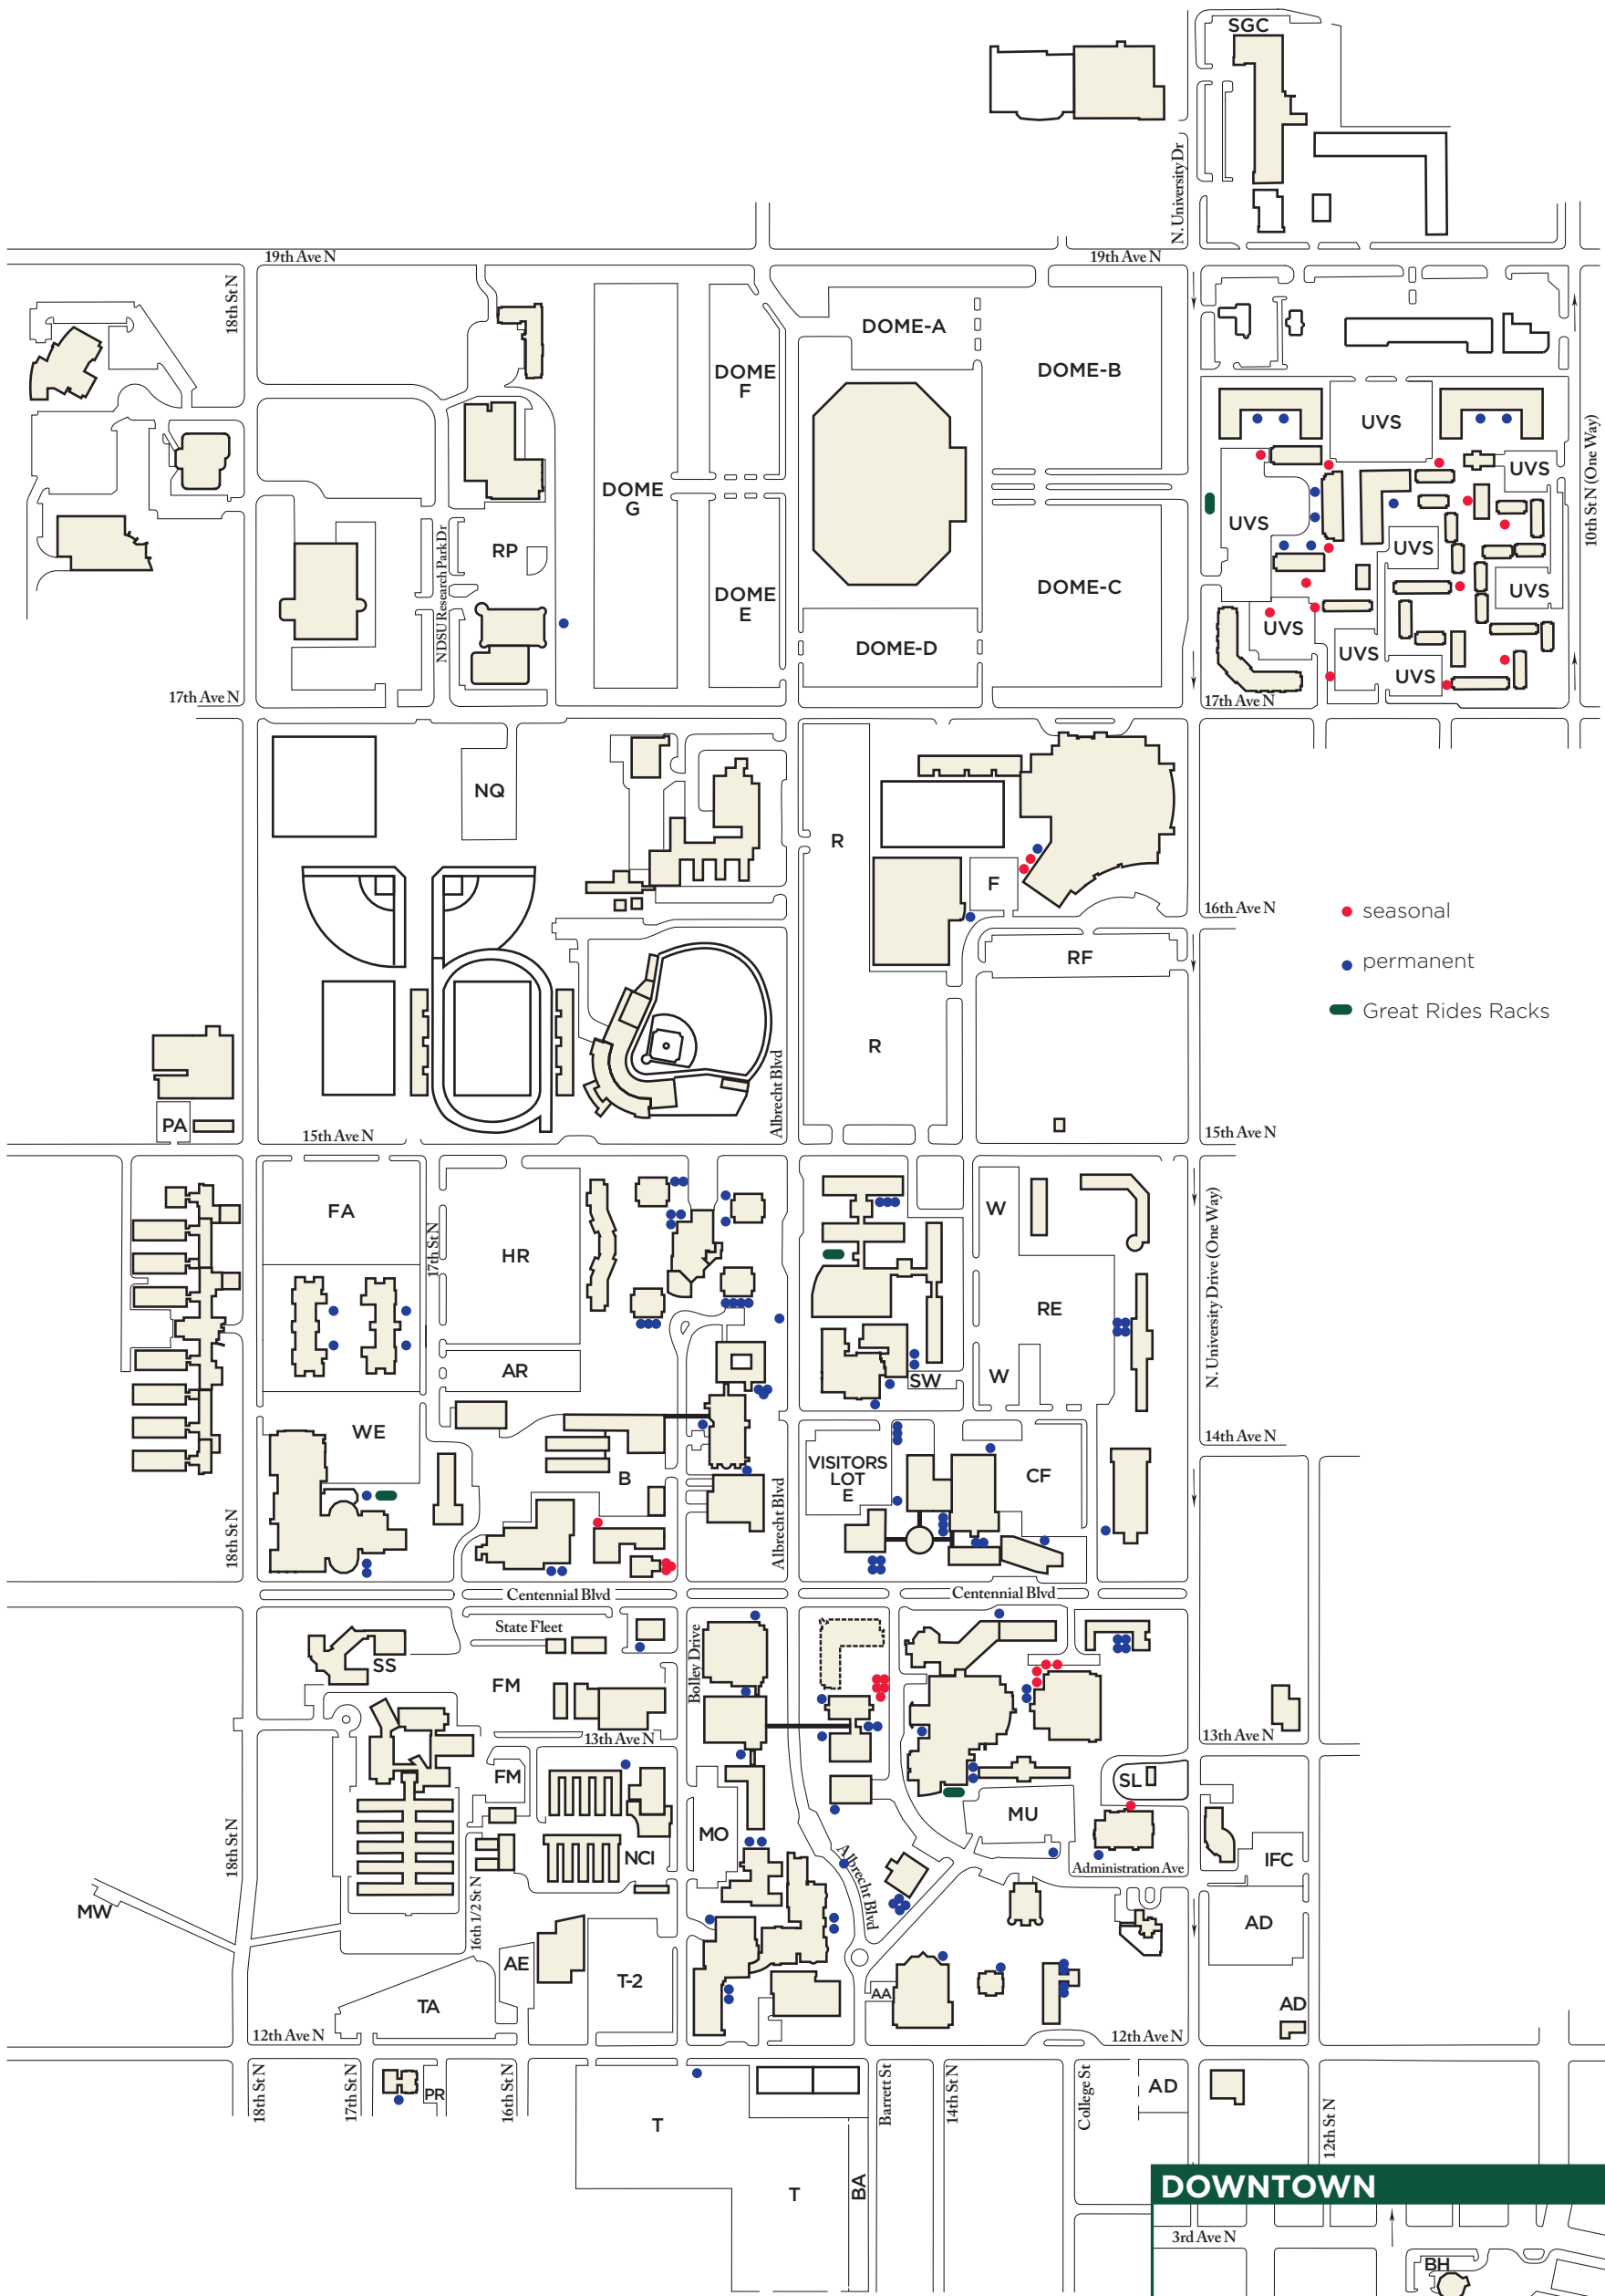 SGC
N. University Dr
19th Ave N
19th Ave N
18th St N
DOME-A
DOME
F
DOME-B
UVS
UVS
10th St N (One Way)
DOME
G
UVS
UVS
RP
NDSU Research Park Dr
DOME
E
DOME-C
UVS
DOME-D
UVS
UVS
UVS
17th Ave N
17th Ave N
NQ
R
F
16th Ave N
seasonal
RF
permanent
Great Rides Racks
R
Albrecht Blvd
PA
15th Ave N
15th Ave N
FA
W
17th St N
HR
N. University Drive (One Way)
RE
AR
W
SW
WE
14th Ave N
VISITORS
LOT
E
CF
B
18th St N
Albrecht Blvd
Centennial Blvd
Centennial Blvd
State Fleet
SS
Bolley Drive
FM
13th Ave N
13th Ave N
FM
SL
MU
MO
18th St N
NCI
Albrecht Blvd
Administration Ave
IFC
MW
16th 1/2 St N
AD
AE
T-2
AA
TA
AD
12th Ave N
12th Ave N
18th St N
17th St N
PR
16th St N
Barrett St
14th St N
College St
AD
12th St N
T
T
BA
DOWNTOWN
3rd Ave N
BH